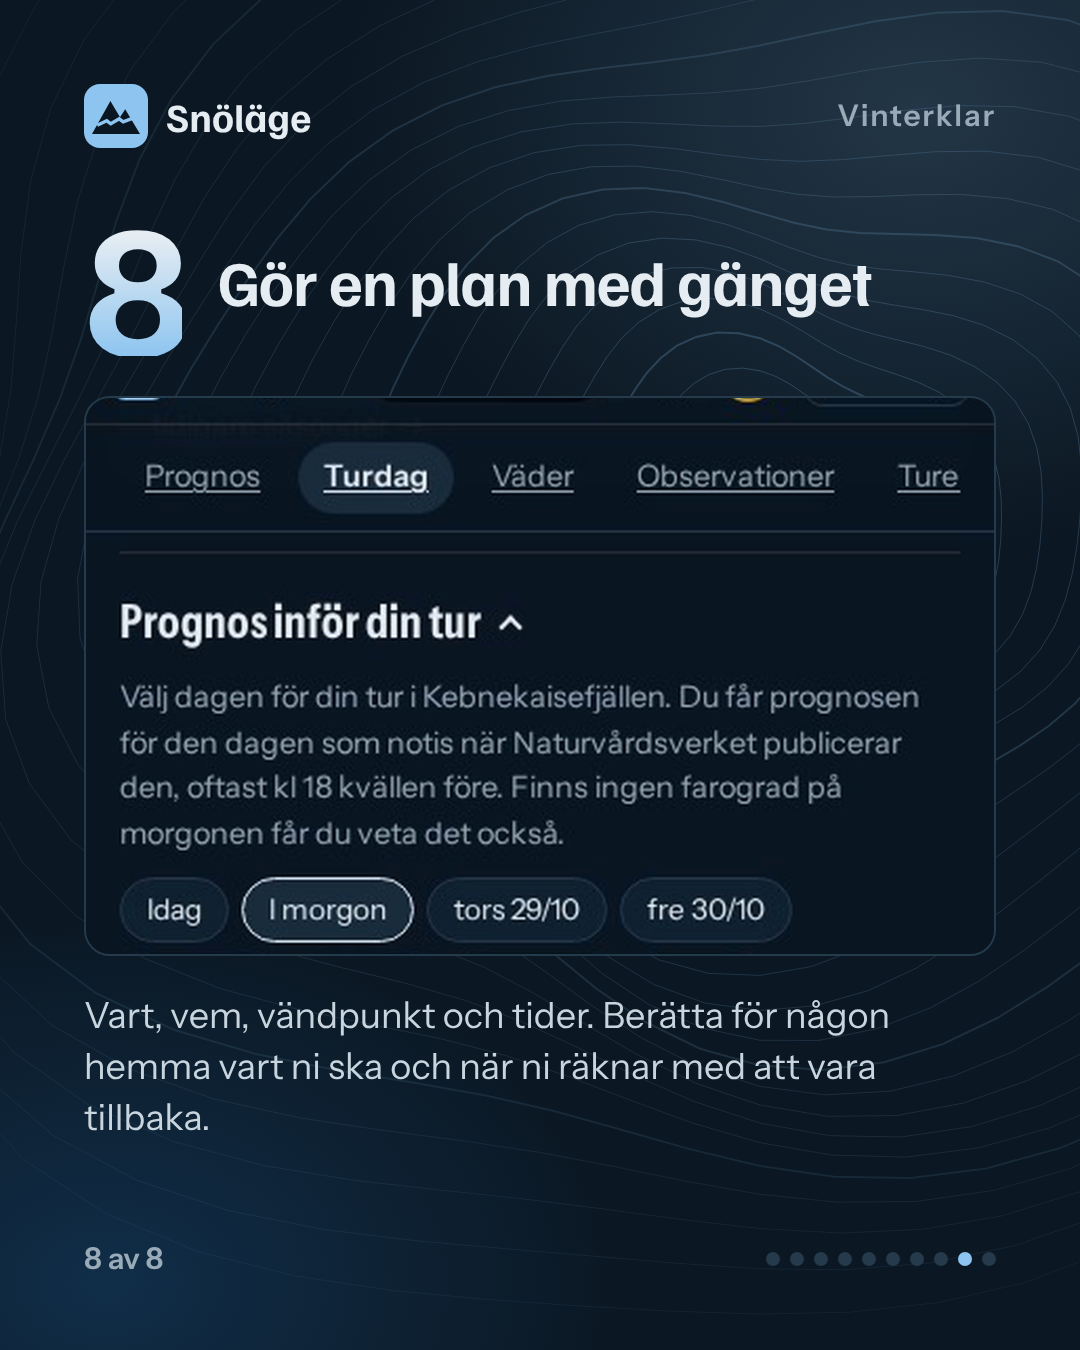 Snöläge
Vinterklar
8
Gör en plan med gänget
Prognos Turdag Väder Observationer Ture
Prognos inför din tur
Välj dagen för din tur i Kebnekaisefjällen. Du får prognosen
för den dagen som notis när Naturvårdsverket publicerar
den, oftast kl 18 kvällen före. Finns ingen farograd på
morgonen får du veta det också.
Idag I morgon tors 29/10 fre 30/10
Vart, vem, vändpunkt och tider. Berätta för någon
hemma vart ni ska och när ni räknar med att vara
tillbaka.
8 av 8